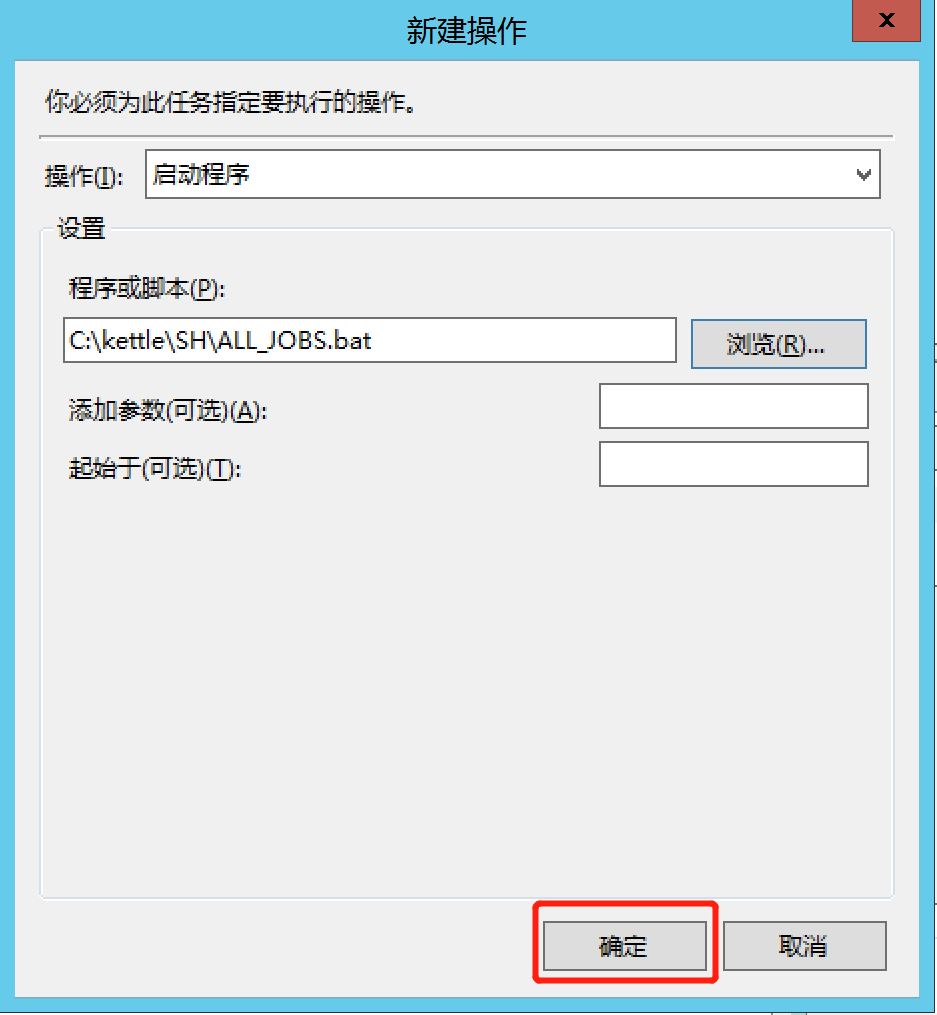 新建操作
x
你必须为此任务指定要执行的操作。
操作(I): 启动程序
设置
程序或脚本(P):
C:\kettle\SH\ALL_JOBS.bat 浏览(R)...
添加参数(可选)(A):
起始于(可选)(T):
确定 取消